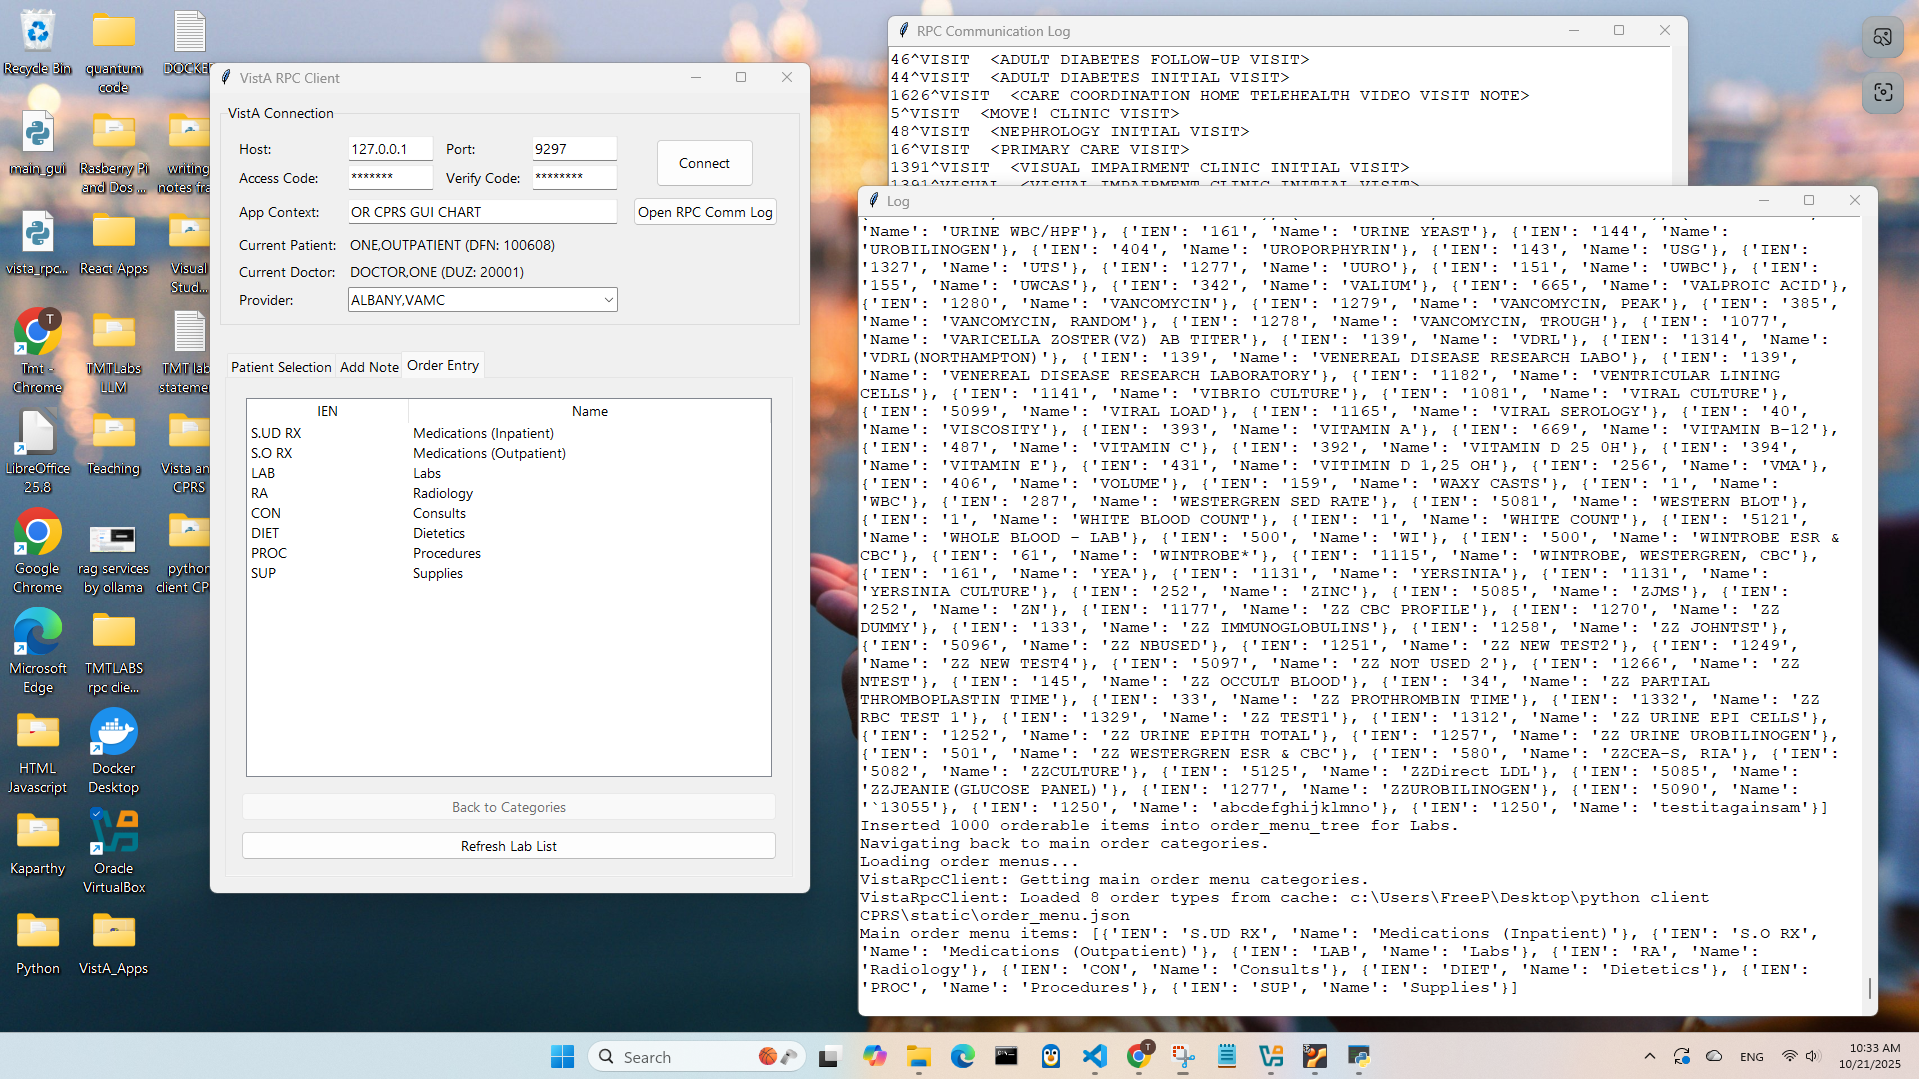 Recycle Bin
quantum code
DOCKE
main_gui
Rasberry Pi and Dos ...
writing notes fra
vista_rpc...
React Apps
Visual Stud...
T
Tmt - Chrome
TMTLabs LLM
TMT lab stateme
LibreOffice 25.8
Teaching
Vista an CPRS
Google Chrome
rag services by ollama
python client CP
Microsoft Edge
TMTLABS rpc clie...
HTML Javascript
Docker Desktop
Kaparthy
Oracle VirtualBox
Python
VistA_Apps
VistA RPC Client
VistA Connection
Host: 127.0.0.1 Port: 9297
Connect
Access Code: ******* Verify Code: ********
App Context: OR CPRS GUI CHART
Open RPC Comm Log
Current Patient: ONE,OUTPATIENT (DFN: 100608)
Current Doctor: DOCTOR,ONE (DUZ: 20001)
Provider: ALBANY,VAMC
Patient Selection Add Note Order Entry
IEN Name
S.UD RX Medications (Inpatient)
S.O RX Medications (Outpatient)
LAB Labs
RA Radiology
CON Consults
DIET Dietetics
PROC Procedures
SUP Supplies
Back to Categories
Refresh Lab List
RPC Communication Log
46^VISIT <ADULT DIABETES FOLLOW-UP VISIT>
44^VISIT <ADULT DIABETES INITIAL VISIT>
1626^VISIT <CARE COORDINATION HOME TELEHEALTH VIDEO VISIT NOTE>
5^VISIT <MOVE! CLINIC VISIT>
48^VISIT <NEPHROLOGY INITIAL VISIT>
16^VISIT <PRIMARY CARE VISIT>
1391^VISIT <VISUAL IMPAIRMENT CLINIC INITIAL VISIT>
1391^VISUAL <VISUAL IMPAIRMENT CLINIC INITIAL VISIT>
Log
'Name': 'URINE WBC/HPF'}, {'IEN': '161', 'Name': 'URINE YEAST'}, {'IEN': '144', 'Name':
'UROBILINOGEN'}, {'IEN': '404', 'Name': 'UROPORPHYRIN'}, {'IEN': '143', 'Name': 'USG'}, {'IEN':
'1327', 'Name': 'UTS'}, {'IEN': '1277', 'Name': 'UURO'}, {'IEN': '151', 'Name': 'UWBC'}, {'IEN':
'155', 'Name': 'UWCAS'}, {'IEN': '342', 'Name': 'VALIUM'}, {'IEN': '665', 'Name': 'VALPROIC ACID'},
{'IEN': '1280', 'Name': 'VANCOMYCIN'}, {'IEN': '1279', 'Name': 'VANCOMYCIN, PEAK'}, {'IEN': '385',
'Name': 'VANCOMYCIN, RANDOM'}, {'IEN': '1278', 'Name': 'VANCOMYCIN, TROUGH'}, {'IEN': '1077',
'Name': 'VARICELLA ZOSTER(VZ) AB TITER'}, {'IEN': '139', 'Name': 'VDRL'}, {'IEN': '1314', 'Name':
'VDRL(NORTHAMPTON)'}, {'IEN': '139', 'Name': 'VENEREAL DISEASE RESEARCH LABO'}, {'IEN': '139',
'Name': 'VENEREAL DISEASE RESEARCH LABORATORY'}, {'IEN': '1182', 'Name': 'VENTRICULAR LINING
CELLS'}, {'IEN': '1141', 'Name': 'VIBRIO CULTURE'}, {'IEN': '1081', 'Name': 'VIRAL CULTURE'},
{'IEN': '5099', 'Name': 'VIRAL LOAD'}, {'IEN': '1165', 'Name': 'VIRAL SEROLOGY'}, {'IEN': '40',
'Name': 'VISCOSITY'}, {'IEN': '393', 'Name': 'VITAMIN A'}, {'IEN': '669', 'Name': 'VITAMIN B-12'},
{'IEN': '487', 'Name': 'VITAMIN C'}, {'IEN': '392', 'Name': 'VITAMIN D 25 OH'}, {'IEN': '394',
'Name': 'VITAMIN E'}, {'IEN': '431', 'Name': 'VITIMIN D 1,25 OH'}, {'IEN': '256', 'Name': 'VMA'},
{'IEN': '406', 'Name': 'VOLUME'}, {'IEN': '159', 'Name': 'WAXY CASTS'}, {'IEN': '1', 'Name':
'WBC'}, {'IEN': '287', 'Name': 'WESTERGREN SED RATE'}, {'IEN': '5081', 'Name': 'WESTERN BLOT'},
{'IEN': '1', 'Name': 'WHITE BLOOD COUNT'}, {'IEN': '1', 'Name': 'WHITE COUNT'}, {'IEN': '5121',
'Name': 'WHOLE BLOOD - LAB'}, {'IEN': '500', 'Name': 'WI'}, {'IEN': '500', 'Name': 'WINTROBE ESR &
CBC'}, {'IEN': '61', 'Name': 'WINTROBE*'}, {'IEN': '1115', 'Name': 'WINTROBE, WESTERGREN, CBC'},
{'IEN': '161', 'Name': 'YEA'}, {'IEN': '1131', 'Name': 'YERSINIA'}, {'IEN': '1131', 'Name':
'YERSINIA CULTURE'}, {'IEN': '252', 'Name': 'ZINC'}, {'IEN': '5085', 'Name': 'ZJMS'}, {'IEN':
'252', 'Name': 'ZN'}, {'IEN': '1177', 'Name': 'ZZ CBC PROFILE'}, {'IEN': '1270', 'Name': 'ZZ
DUMMY'}, {'IEN': '133', 'Name': 'ZZ IMMUNOGLOBULINS'}, {'IEN': '1258', 'Name': 'ZZ JOHNTST'},
{'IEN': '5096', 'Name': 'ZZ NBUSED'}, {'IEN': '1251', 'Name': 'ZZ NEW TEST2'}, {'IEN': '1249',
'Name': 'ZZ NEW TEST4'}, {'IEN': '5097', 'Name': 'ZZ NOT USED 2'}, {'IEN': '1266', 'Name': 'ZZ
NTEST'}, {'IEN': '145', 'Name': 'ZZ OCCULT BLOOD'}, {'IEN': '34', 'Name': 'ZZ PARTIAL
THROMBOPLASTIN TIME'}, {'IEN': '33', 'Name': 'ZZ PROTHROMBIN TIME'}, {'IEN': '1332', 'Name': 'ZZ
RBC TEST 1'}, {'IEN': '1329', 'Name': 'ZZ TEST1'}, {'IEN': '1312', 'Name': 'ZZ URINE EPI CELLS'},
{'IEN': '1252', 'Name': 'ZZ URINE EPITH TOTAL'}, {'IEN': '1257', 'Name': 'ZZ URINE UROBILINOGEN'},
{'IEN': '501', 'Name': 'ZZ WESTERGREN ESR & CBC'}, {'IEN': '580', 'Name': 'ZZCEA-S, RIA'}, {'IEN':
'5082', 'Name': 'ZZCULTURE'}, {'IEN': '5125', 'Name': 'ZZDirect LDL'}, {'IEN': '5085', 'Name':
'ZZJEANIE(GLUCOSE PANEL)'}, {'IEN': '1277', 'Name': 'ZZUROBILINOGEN'}, {'IEN': '5090', 'Name':
'`13055'}, {'IEN': '1250', 'Name': 'abcdefghijklmno'}, {'IEN': '1250', 'Name': 'testitagainsam'}]
Inserted 1000 orderable items into order_menu_tree for Labs.
Navigating back to main order categories.
Loading order menus...
VistaRpcClient: Getting main order menu categories.
VistaRpcClient: Loaded 8 order types from cache: c:\Users\FreeP\Desktop\python client
CPRS\static\order_menu.json
Main order menu items: [{'IEN': 'S.UD RX', 'Name': 'Medications (Inpatient)'}, {'IEN': 'S.O RX',
'Name': 'Medications (Outpatient)'}, {'IEN': 'LAB', 'Name': 'Labs'}, {'IEN': 'RA', 'Name':
'Radiology'}, {'IEN': 'CON', 'Name': 'Consults'}, {'IEN': 'DIET', 'Name': 'Dietetics'}, {'IEN':
'PROC', 'Name': 'Procedures'}, {'IEN': 'SUP', 'Name': 'Supplies'}]
Search
T
ENG
10:33 AM
10/21/2025